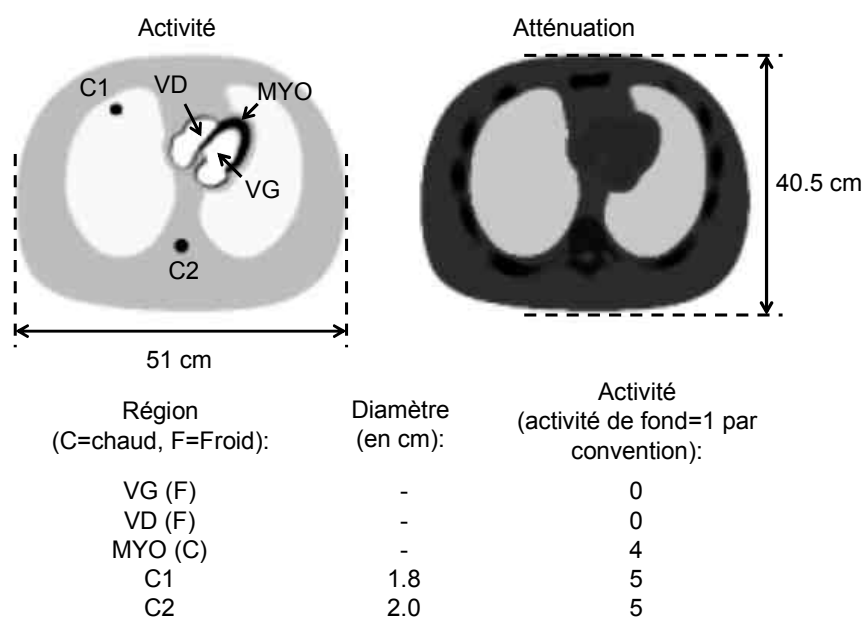 Activité
Atténuation
C1
VD
MYO
VG
C2
40.5 cm
51 cm
Région
(C=chaud, F=Froid):
Diamètre
(en cm):
Activité
(activité de fond=1 par
convention):
VG (F) - 0
VD (F) - 0
MYO (C) - 4
C1 1.8 5
C2 2.0 5